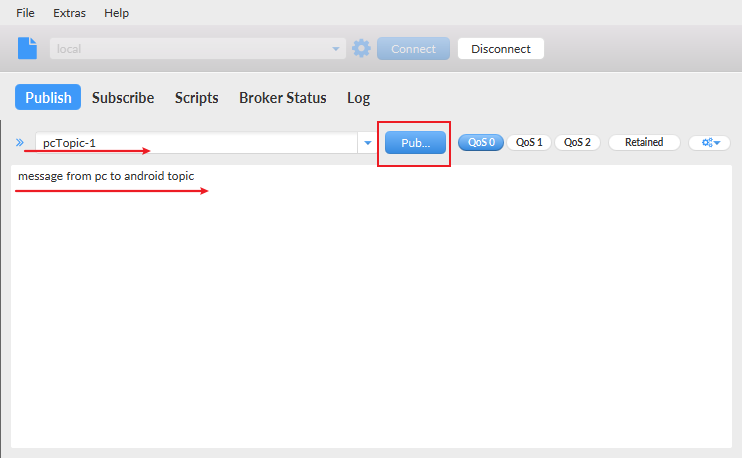 File Extras Help
local Connect Disconnect
Publish Subscribe Scripts Broker Status Log
pcTopic-1 Pub... QoS 0 QoS 1 QoS 2 Retained
message from pc to android topic